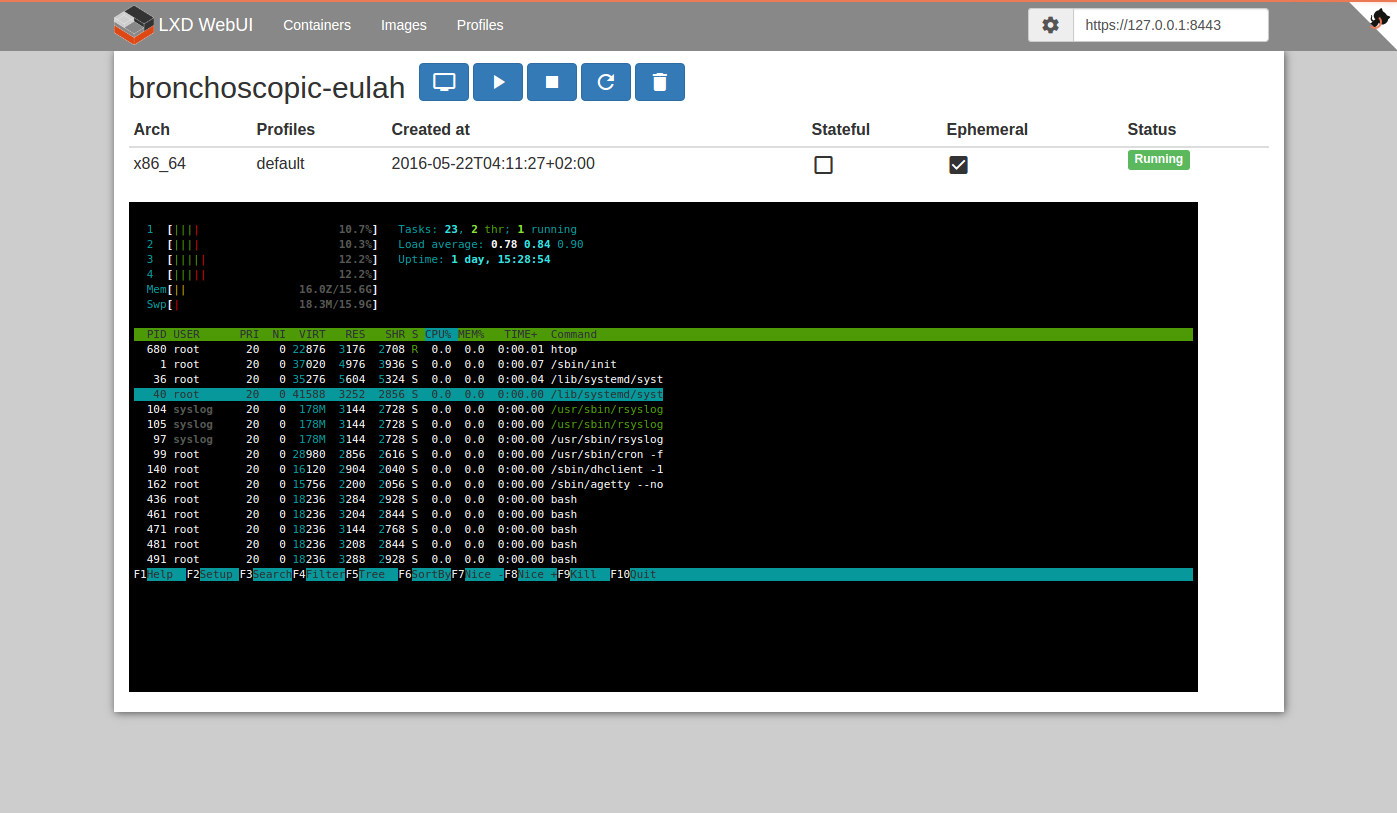 LXD WebUI Containers Images Profiles https://127.0.0.1:8443
bronchoscopic-eulah
Arch Profiles Created at Stateful Ephemeral Status
x86_64 default 2016-05-22T04:11:27+02:00 Running
1 [|||| 10.7%] Tasks: 23, 2 thr; 1 running
2 [|||| 10.3%] Load average: 0.78 0.84 0.90
3 [||||| 12.2%] Uptime: 1 day, 15:28:54
4 [||||| 12.2%]
Mem[|| 16.0Z/15.6G]
Swp[| 18.3M/15.9G]
PID USER PRI NI VIRT RES SHR S CPU% MEM% TIME+ Command
680 root 20 0 22876 3176 2708 R 0.0 0.0 0:00.01 htop
1 root 20 0 37020 4976 3936 S 0.0 0.0 0:00.07 /sbin/init
36 root 20 0 35276 5604 5324 S 0.0 0.0 0:00.04 /lib/systemd/syst
40 root 20 0 41588 3252 2856 S 0.0 0.0 0:00.00 /lib/systemd/syst
104 syslog 20 0 178M 3144 2728 S 0.0 0.0 0:00.00 /usr/sbin/rsyslog
105 syslog 20 0 178M 3144 2728 S 0.0 0.0 0:00.00 /usr/sbin/rsyslog
97 syslog 20 0 178M 3144 2728 S 0.0 0.0 0:00.00 /usr/sbin/rsyslog
99 root 20 0 28980 2856 2616 S 0.0 0.0 0:00.00 /usr/sbin/cron -f
140 root 20 0 16120 2904 2040 S 0.0 0.0 0:00.00 /sbin/dhclient -1
162 root 20 0 15756 2200 2056 S 0.0 0.0 0:00.00 /sbin/agetty --no
436 root 20 0 18236 3284 2928 S 0.0 0.0 0:00.00 bash
461 root 20 0 18236 3204 2844 S 0.0 0.0 0:00.00 bash
471 root 20 0 18236 3144 2768 S 0.0 0.0 0:00.00 bash
481 root 20 0 18236 3208 2844 S 0.0 0.0 0:00.00 bash
491 root 20 0 18236 3288 2928 S 0.0 0.0 0:00.00 bash
F1Help F2Setup F3SearchF4FilterF5Tree F6SortByF7Nice -F8Nice +F9Kill F10Quit